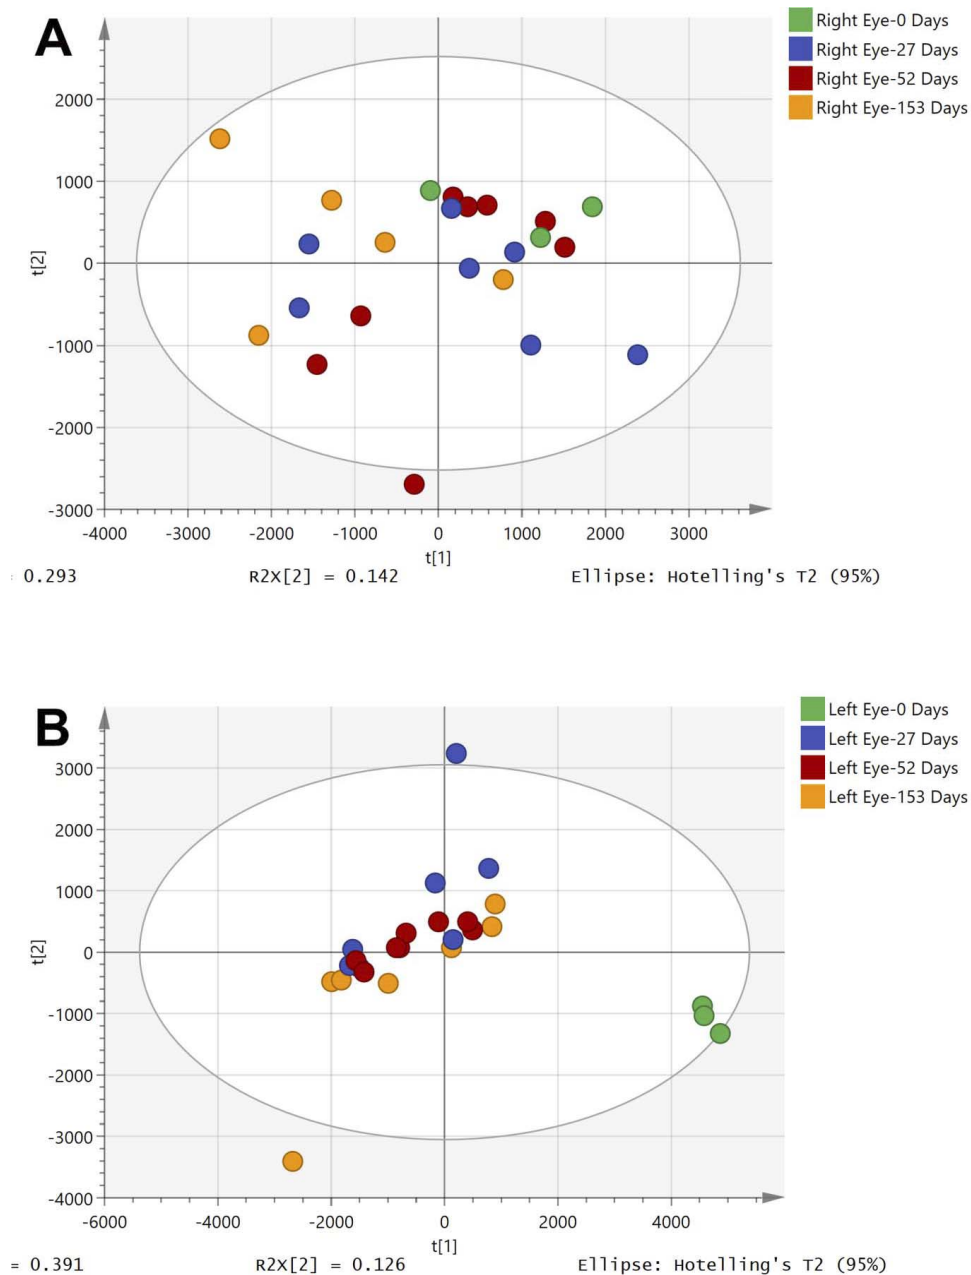 A
Right Eye-0 Days
Right Eye-27 Days
Right Eye-52 Days
Right Eye-153 Days
2000
1000
0
-1000
-2000
-3000
t[2]
-4000 -3000 -2000 -1000 0 1000 2000 3000
t[1]
0.293 R2X[2] = 0.142 Ellipse: Hotelling's T2 (95%)
B
Left Eye-0 Days
Left Eye-27 Days
Left Eye-52 Days
Left Eye-153 Days
3000
2000
1000
0
-1000
-2000
-3000
-4000
t[2]
-6000 -4000 -2000 0 2000 4000
t[1]
= 0.391 R2X[2] = 0.126 Ellipse: Hotelling's T2 (95%)